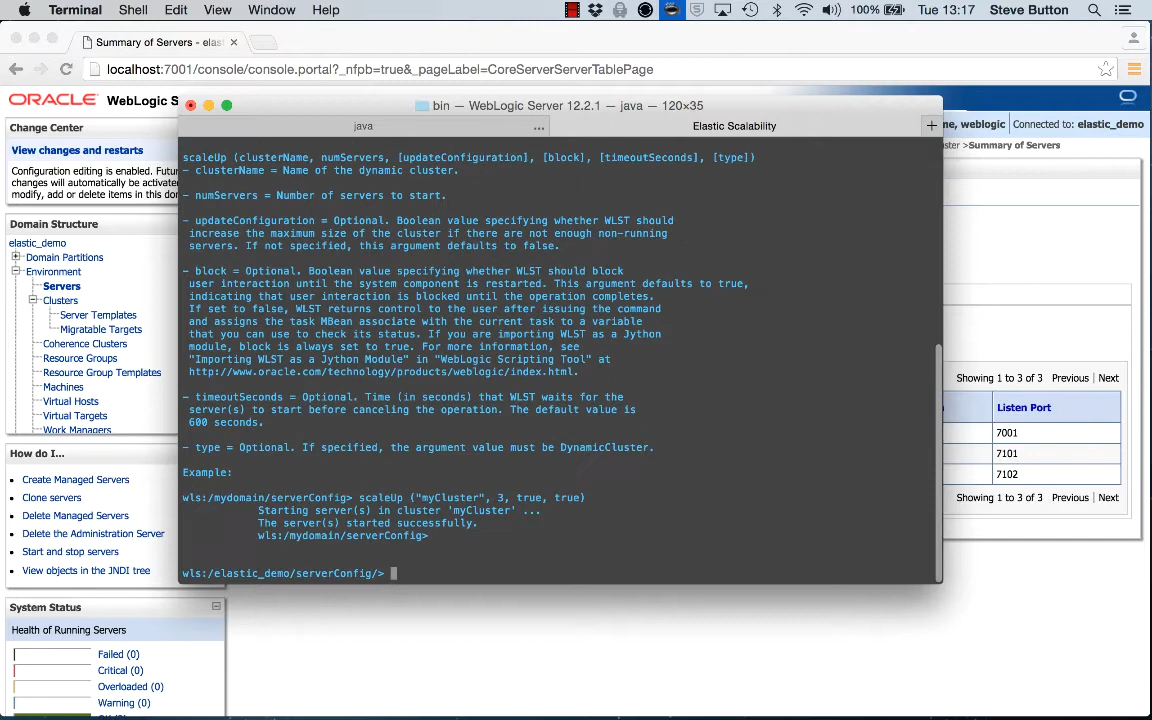 Terminal Shell Edit View Window Help 100% Tue 13:17 Steve Button
Summary of Servers - elas
localhost:7001/console/console.portal?_nfpb=true&_pageLabel=CoreServerServerTablePage
ORACLE WebLogic S
bin — WebLogic Server 12.2.1 — java — 120×35
java ... Elastic Scalability +
Change Center
View changes and restarts
Configuration editing is enabled. Futur
changes will automatically be activated
modify, add or delete items in this dom
Domain Structure
elastic_demo
Domain Partitions
Environment
Servers
Clusters
Server Templates
Migratable Targets
Coherence Clusters
Resource Groups
Resource Group Templates
Machines
Virtual Hosts
Virtual Targets
Work Managers
How do I...
Create Managed Servers
Clone servers
Delete Managed Servers
Delete the Administration Server
Start and stop servers
View objects in the JNDI tree
System Status
Health of Running Servers
Failed (0)
Critical (0)
Overloaded (0)
Warning (0)
scaleUp (clusterName, numServers, [updateConfiguration], [block], [timeoutSeconds], [type])
- clusterName = Name of the dynamic cluster.
- numServers = Number of servers to start.
- updateConfiguration = Optional. Boolean value specifying whether WLST should
increase the maximum size of the cluster if there are not enough non-running
servers. If not specified, this argument defaults to false.
- block = Optional. Boolean value specifying whether WLST should block
user interaction until the system component is restarted. This argument defaults to true,
indicating that user interaction is blocked until the operation completes.
If set to false, WLST returns control to the user after issuing the command
and assigns the task MBean associate with the current task to a variable
that you can use to check its status. If you are importing WLST as a Jython
module, block is always set to true. For more information, see
"Importing WLST as a Jython Module" in "WebLogic Scripting Tool" at
http://www.oracle.com/technology/products/weblogic/index.html.
- timeoutSeconds = Optional. Time (in seconds) that WLST waits for the
server(s) to start before canceling the operation. The default value is
600 seconds.
- type = Optional. If specified, the argument value must be DynamicCluster.
Example:
wls:/mydomain/serverConfig> scaleUp ("myCluster", 3, true, true)
Starting server(s) in cluster 'myCluster' ...
The server(s) started successfully.
wls:/mydomain/serverConfig>
wls:/elastic_demo/serverConfig/>
me, weblogic Connected to: elastic_demo
ster >Summary of Servers
Showing 1 to 3 of 3 Previous | Next
Listen Port
7001
7101
7102
Showing 1 to 3 of 3 Previous | Next